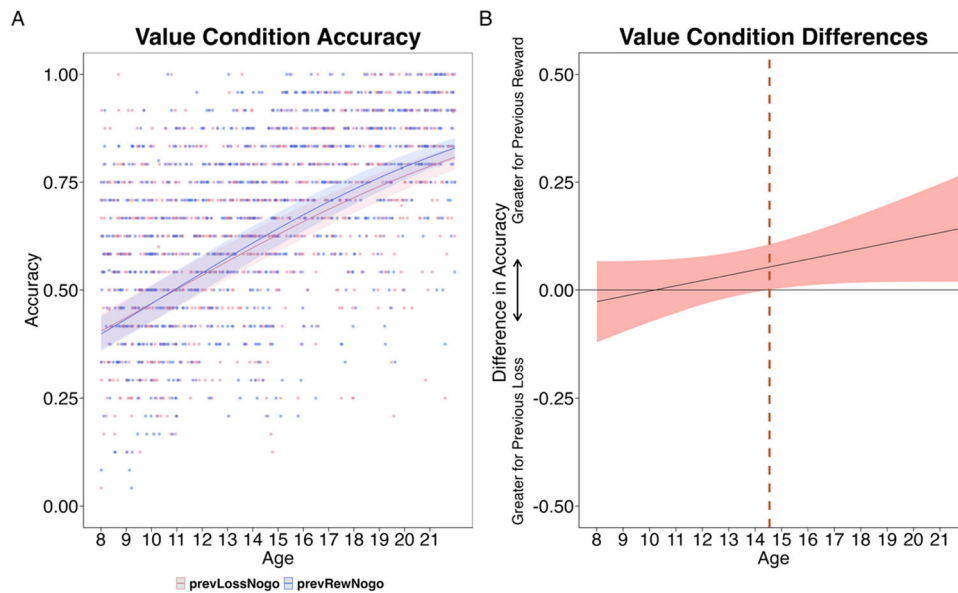 A
Value Condition Accuracy
1.00
0.75
0.50
0.25
0.00
Accuracy
8 9 10 11 12 13 14 15 16 17 18 19 20 21
Age
prevLossNogo prevRewNogo
B
Value Condition Differences
0.50
0.25
0.00
-0.25
-0.50
Greater for Previous Reward
Difference in Accuracy
Greater for Previous Loss
8 9 10 11 12 13 14 15 16 17 18 19 20 21
Age